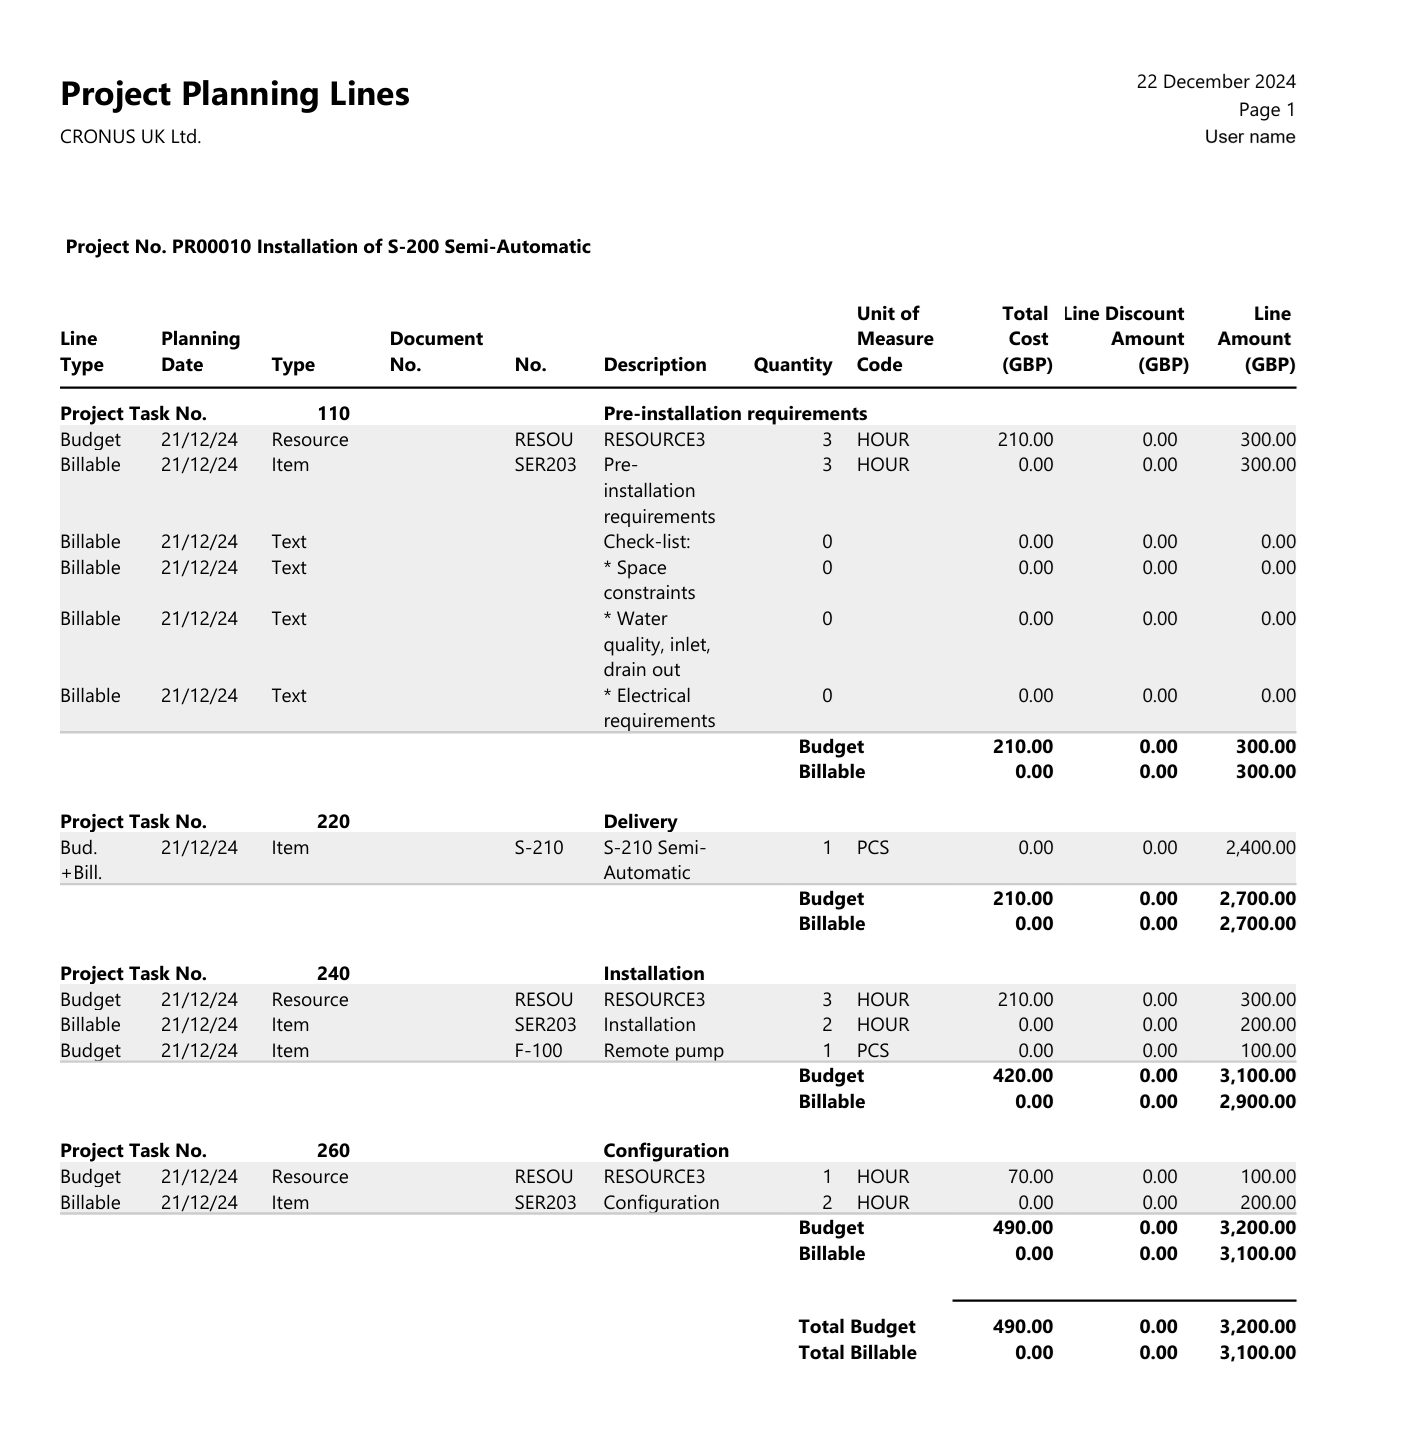 Project Planning Lines
CRONUS UK Ltd.
22 December 2024
Page 1
User name
Project No. PR00010 Installation of S-200 Semi-Automatic
Line Type Planning Date Type Document No. No. Description Quantity Unit of Measure Code Total Cost (GBP) Line Discount Amount (GBP) Line Amount (GBP)
Project Task No. 110 Pre-installation requirements
Budget 21/12/24 Resource RESOU RESOURCE3 3 HOUR 210.00 0.00 300.00
Billable 21/12/24 Item SER203 Pre- 3 HOUR 0.00 0.00 300.00
installation
requirements
Billable 21/12/24 Text Check-list: 0 0.00 0.00 0.00
Billable 21/12/24 Text * Space 0 0.00 0.00 0.00
constraints
Billable 21/12/24 Text * Water 0 0.00 0.00 0.00
quality, inlet,
drain out
Billable 21/12/24 Text * Electrical 0 0.00 0.00 0.00
requirements
Budget 210.00 0.00 300.00
Billable 0.00 0.00 300.00
Project Task No. 220 Delivery
Bud. 21/12/24 Item S-210 S-210 Semi- 1 PCS 0.00 0.00 2,400.00
+Bill. Automatic
Budget 210.00 0.00 2,700.00
Billable 0.00 0.00 2,700.00
Project Task No. 240 Installation
Budget 21/12/24 Resource RESOU RESOURCE3 3 HOUR 210.00 0.00 300.00
Billable 21/12/24 Item SER203 Installation 2 HOUR 0.00 0.00 200.00
Budget 21/12/24 Item F-100 Remote pump 1 PCS 0.00 0.00 100.00
Budget 420.00 0.00 3,100.00
Billable 0.00 0.00 2,900.00
Project Task No. 260 Configuration
Budget 21/12/24 Resource RESOU RESOURCE3 1 HOUR 70.00 0.00 100.00
Billable 21/12/24 Item SER203 Configuration 2 HOUR 0.00 0.00 200.00
Budget 490.00 0.00 3,200.00
Billable 0.00 0.00 3,100.00
Total Budget 490.00 0.00 3,200.00
Total Billable 0.00 0.00 3,100.00